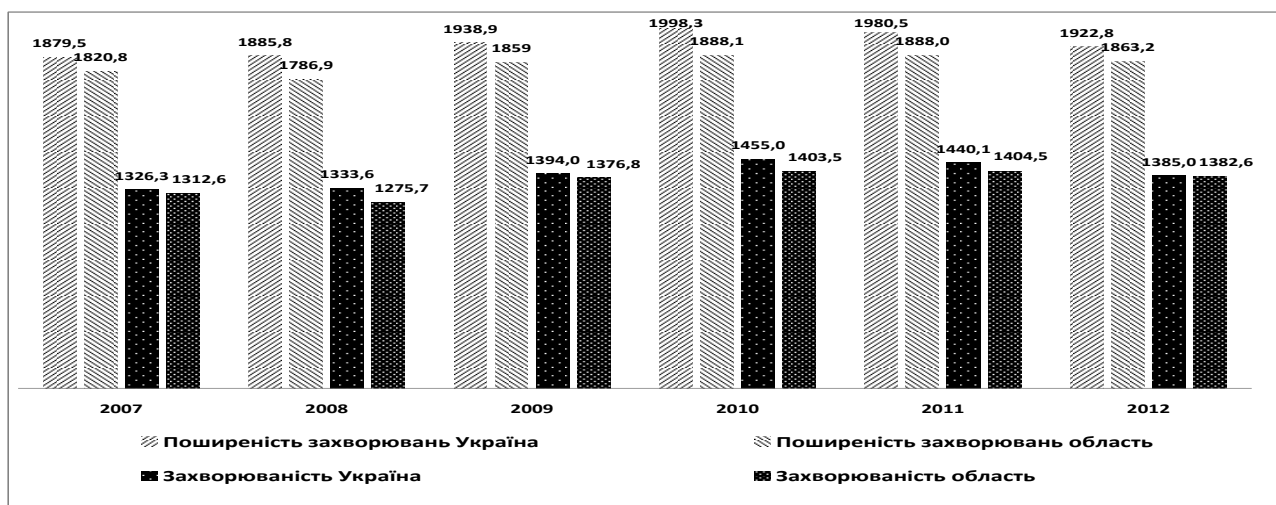 1879,5 1820,8 1326,3 1312,6
1885,8 1786,9 1333,6 1275,7
1938,9 1859 1394,0 1376,8
1998,3 1888,1 1455,0 1403,5
1980,5 1888,0 1440,1 1404,5
1922,8 1863,2 1385,0 1382,6
2007 2008 2009 2010 2011 2012
Поширеність захворювань Україна Поширеність захворювань область
Захворюваність Україна Захворюваність область